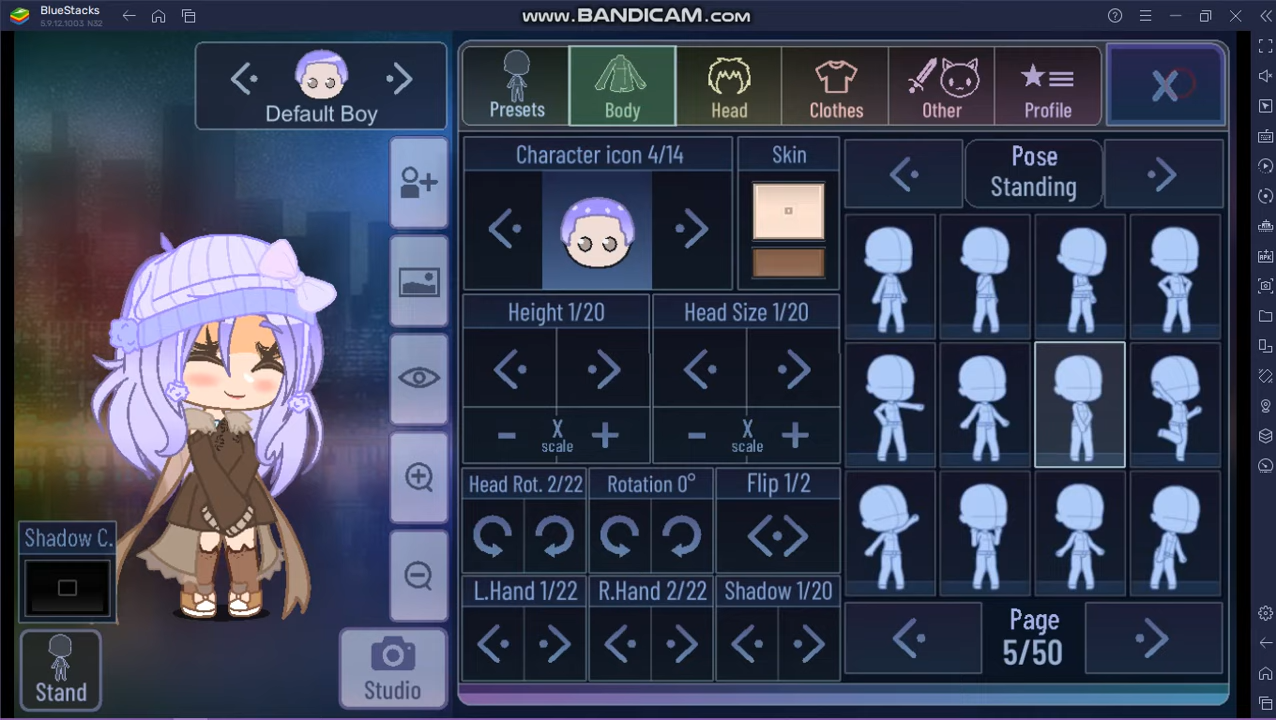 BlueStacks
5.9.12.1003 N32
www.BANDICAM.com
Default Boy
Presets
Body
Head
Clothes
Other
Profile
X
Character icon 4/14
Skin
Pose
Standing
Height 1/20
Head Size 1/20
X
scale
X
scale
Head Rot. 2/22
Rotation 0°
Flip 1/2
Shadow C.
L.Hand 1/22
R.Hand 2/22
Shadow 1/20
Page
5/50
Stand
Studio